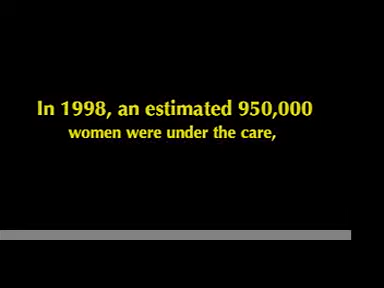 In 1998, an estimated 950,000
women were under the care,